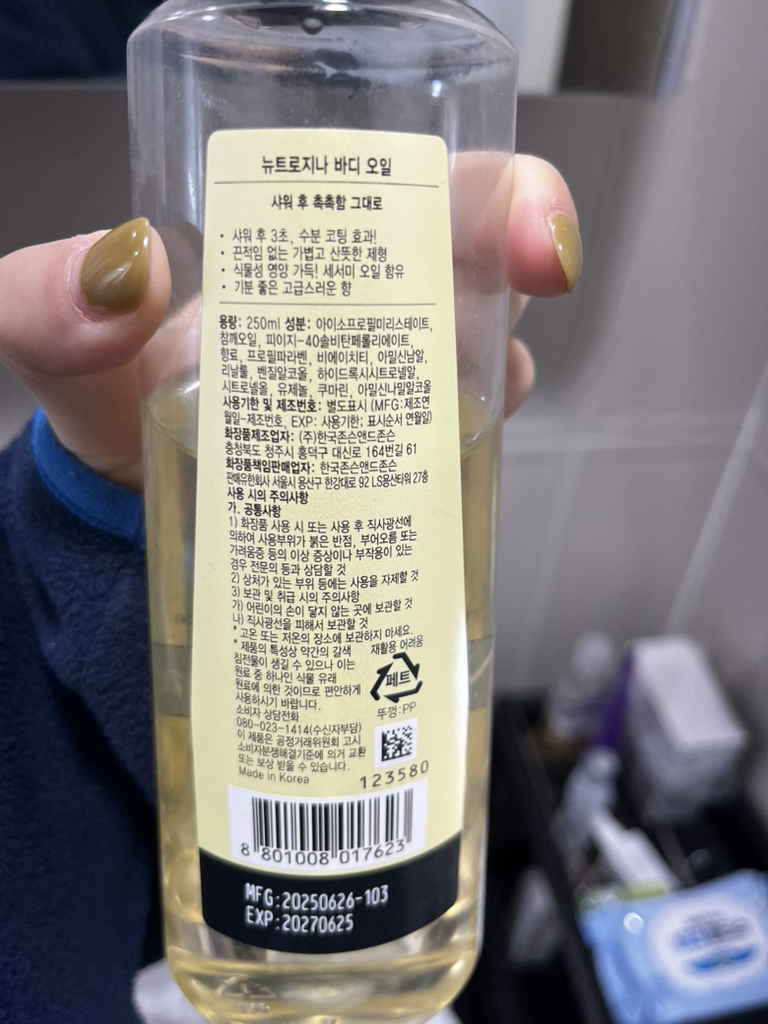 뉴트로지나 바디 오일
샤워 후 촉촉함 그대로
• 샤워 후 3초, 수분 코팅 효과!
• 끈적임 없는 가볍고 산뜻한 제형
• 식물성 영양 가득! 세서미 오일 함유
• 기분 좋은 고급스러운 향
용량: 250ml 성분: 아이소프로필미리스테이트,
참깨오일, 피이지-40솔비탄페롤리에이트,
향료, 프로필파라벤, 비에이치티, 아밀신남알,
리날룰, 벤질알코올, 하이드록시시트로넬알,
시트로넬올, 유제놀, 쿠마린, 아밀신나밀알코올
사용기한 및 제조번호: 별도표시 (MFG:제조연
월일-제조번호, EXP: 사용기한; 표시순서 연월일)
화장품제조업자: (주)한국존슨앤드존슨
충청북도 청주시 흥덕구 대신로 164번길 61
화장품책임판매업자: 한국존슨앤드존슨
판매유한회사 서울시 용산구 한강대로 92 LS용산타워 27층
사용 시의 주의사항
가. 공통사항
1) 화장품 사용 시 또는 사용 후 직사광선에
의하여 사용부위가 붉은 반점, 부어오름 또는
가려움증 등의 이상 증상이나 부작용이 있는
경우 전문의 등과 상담할 것
2) 상처가 있는 부위 등에는 사용을 자제할 것
3) 보관 및 취급 시의 주의사항
가) 어린이의 손이 닿지 않는 곳에 보관할 것
나) 직사광선을 피해서 보관할 것
* 고온 또는 저온의 장소에 보관하지 마세요.
* 제품의 특성상 약간의 갈색
침전물이 생길 수 있으나 이는
원료 중 하나인 식물 유래
원료에 의한 것이므로 편안하게
사용하시기 바랍니다.
소비자 상담전화
080-023-1414(수신자부담)
이 제품은 공정거래위원회 고시
소비자분쟁해결기준에 의거 교환
또는 보상 받을 수 있습니다.
Made in Korea
재활용 어려움
페트
뚜껑:PP
123580
8 801008 017623
MFG:20250626-103
EXP:20270625